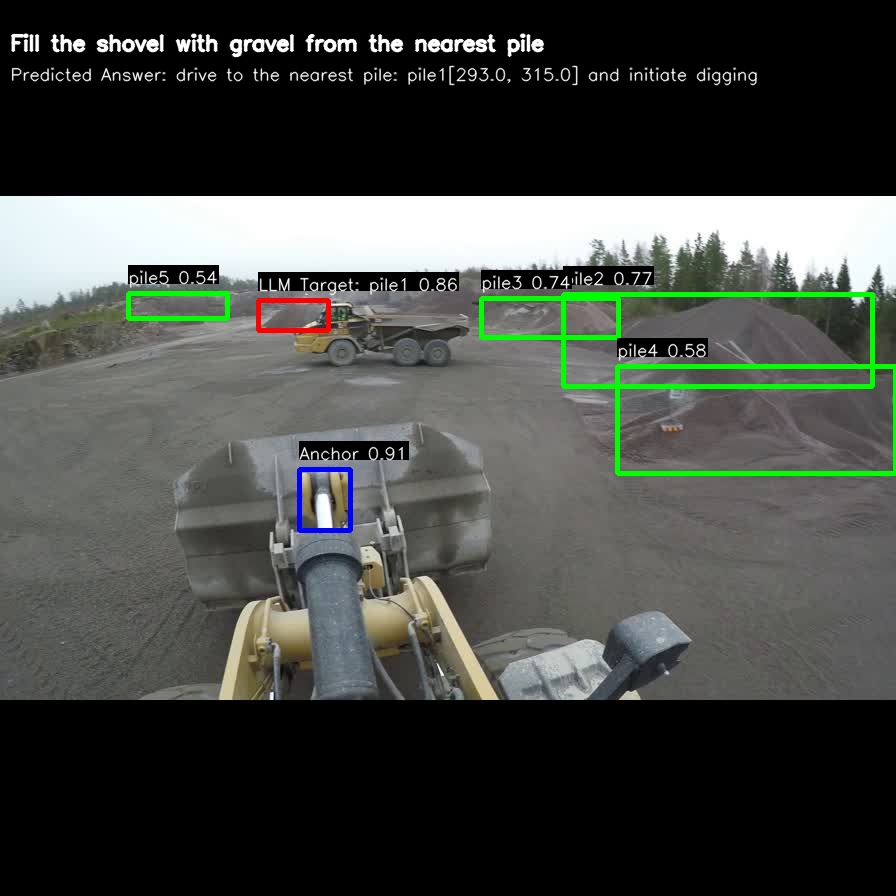 Fill the shovel with gravel from the nearest pile
Predicted Answer: drive to the nearest pile: pile1[293.0, 315.0] and initiate digging
pile5 0.54
LLM Target: pile1 0.86
pile3 0.74
pile2 0.77
pile4 0.58
Anchor 0.91